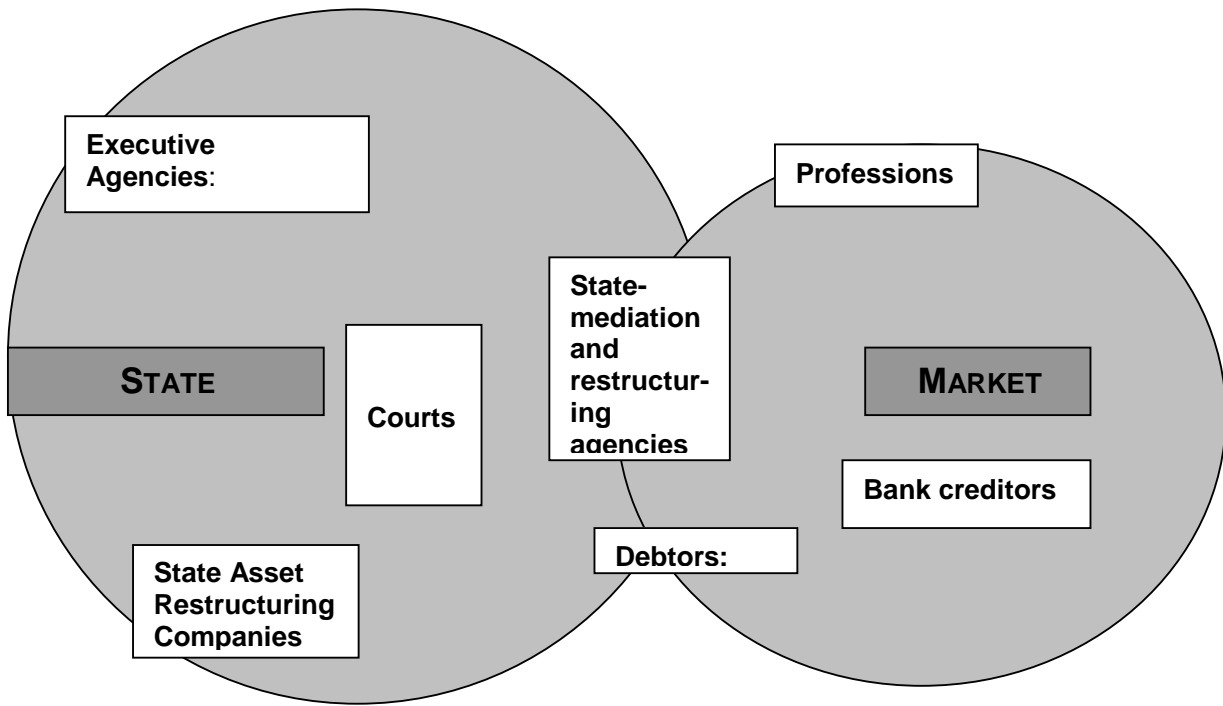 Executive
Agencies:
Professions
State-
mediation
and
restructur-
ing
agencies
STATE
MARKET
Courts
Bank creditors
Debtors:
State Asset
Restructuring
Companies